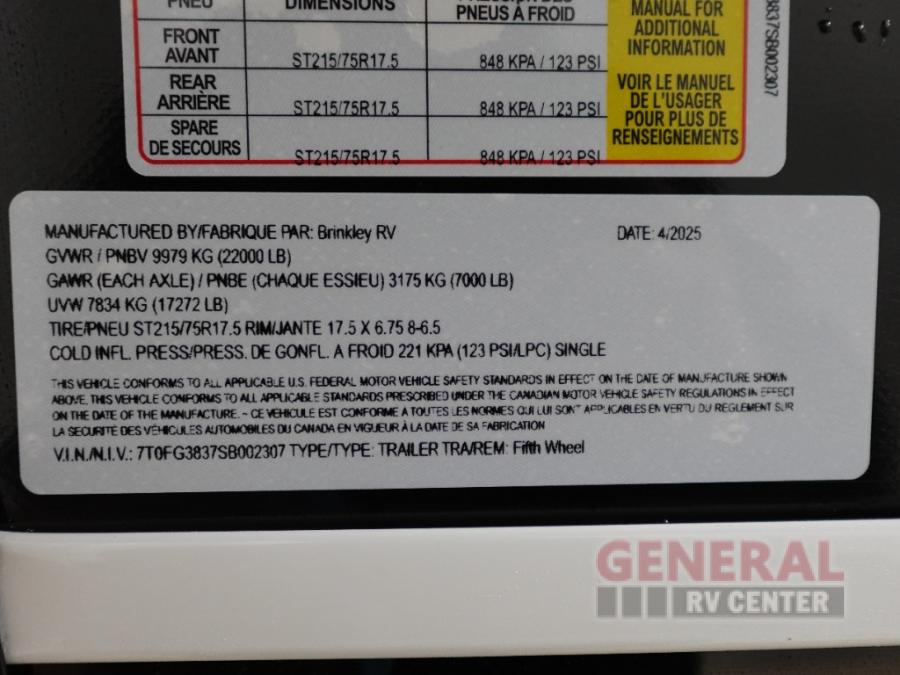 PNEU DIMENSIONS PRESSION DES
PNEUS À FROID
FRONT
AVANT ST215/75R17.5 848 KPA / 123 PSI
REAR
ARRIÈRE ST215/75R17.5 848 KPA / 123 PSI
SPARE
DE SECOURS ST215/75R17.5 848 KPA / 123 PSI
MANUAL FOR
ADDITIONAL
INFORMATION
VOIR LE MANUEL
DE L'USAGER
POUR PLUS DE
RENSEIGNEMENTS
3837SB002307
MANUFACTURED BY/FABRIQUE PAR: Brinkley RV DATE: 4/2025
GVWR / PNBV 9979 KG (22000 LB)
GAWR (EACH AXLE) / PNBE (CHAQUE ESSIEU) 3175 KG (7000 LB)
UVW 7834 KG (17272 LB)
TIRE/PNEU ST215/75R17.5 RIM/JANTE 17.5 X 6.75 8-6.5
COLD INFL. PRESS/PRESS. DE GONFL. A FROID 221 KPA (123 PSI/LPC) SINGLE
THIS VEHICLE CONFORMS TO ALL APPLICABLE U.S. FEDERAL MOTOR VEHICLE SAFETY STANDARDS IN EFFECT ON THE DATE OF MANUFACTURE SHOWN
ABOVE. THIS VEHICLE CONFORMS TO ALL APPLICABLE STANDARDS PRESCRIBED UNDER THE CANADIAN MOTOR VEHICLE SAFETY REGULATIONS IN EFFECT
ON THE DATE OF THE MANUFACTURE. - CE VEHICULE EST CONFORME A TOUTES LES NORMES QUI LUI SONT APPLICABLES EN VERTU DU REGLEMENT SUR
LA SECURITE DES VÉHICULES AUTOMOBILES DU CANADA EN VIGUEUR À LA DATE DE SA FABRICATION
V.I.N./N.I.V.: 7T0FG3837SB002307 TYPE/TYPE: TRAILER TRA/REM: Fifth Wheel
GENERAL
RV CENTER